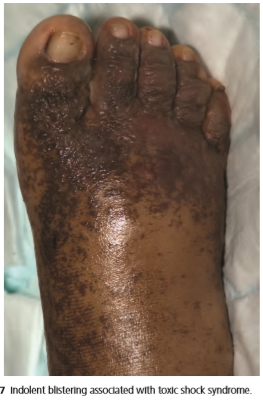 7 Indolent blistering associated with toxic shock syndrome.